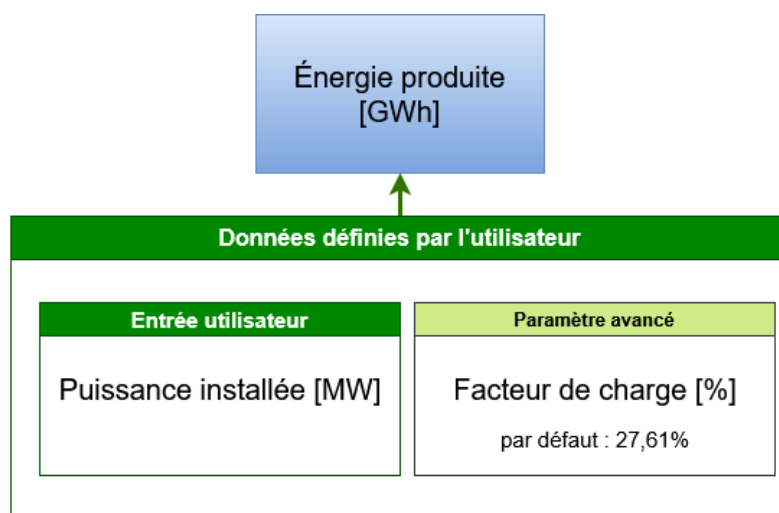 Énergie produite
[GWh]
Données définies par l'utilisateur
Entrée utilisateur
Puissance installée [MW]
Paramètre avancé
Facteur de charge [%]
par défaut : 27,61%